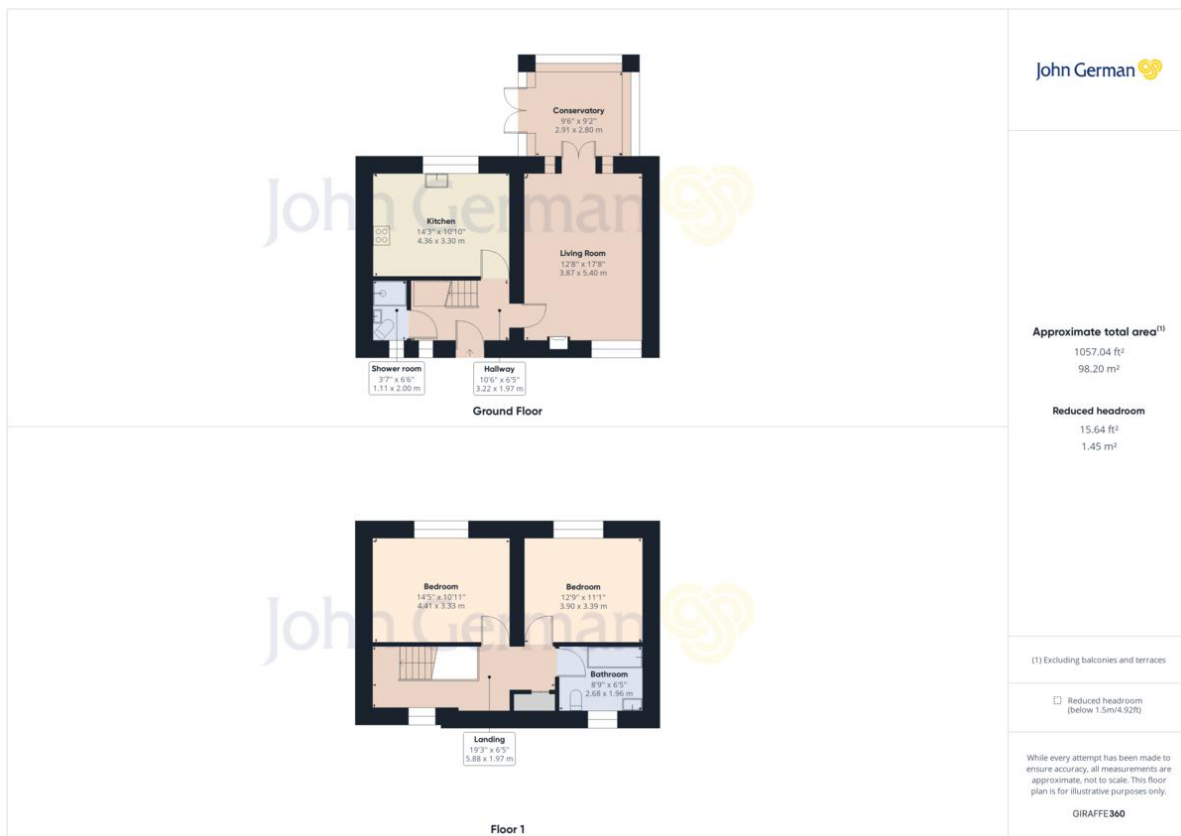 John German
Conservatory
9'6" x 9'2"
2.91 x 2.80 m
Kitchen
14'3" x 10'10"
4.36 x 3.30 m
Living Room
12'8" x 17'8"
3.87 x 5.40 m
Shower room
3'7" x 6'6"
1.11 x 2.00 m
Hallway
10'6" x 6'5"
3.22 x 1.97 m
John German
Ground Floor
Bedroom
14'5" x 10'11"
4.41 x 3.33 m
Bedroom
12'9" x 11'1"
3.90 x 3.39 m
Bathroom
8'9" x 6'5"
2.68 x 1.96 m
Landing
19'3" x 6'5"
5.88 x 1.97 m
John German
Floor 1
Approximate total area(1)
1057.04 ft²
98.20 m²
Reduced headroom
15.64 ft²
1.45 m²
(1) Excluding balconies and terraces
Reduced headroom
(below 1.5m/4.92ft)
While every attempt has been made to
ensure accuracy, all measurements are
approximate, not to scale. This floor
plan is for illustrative purposes only.
GIRAFFE360